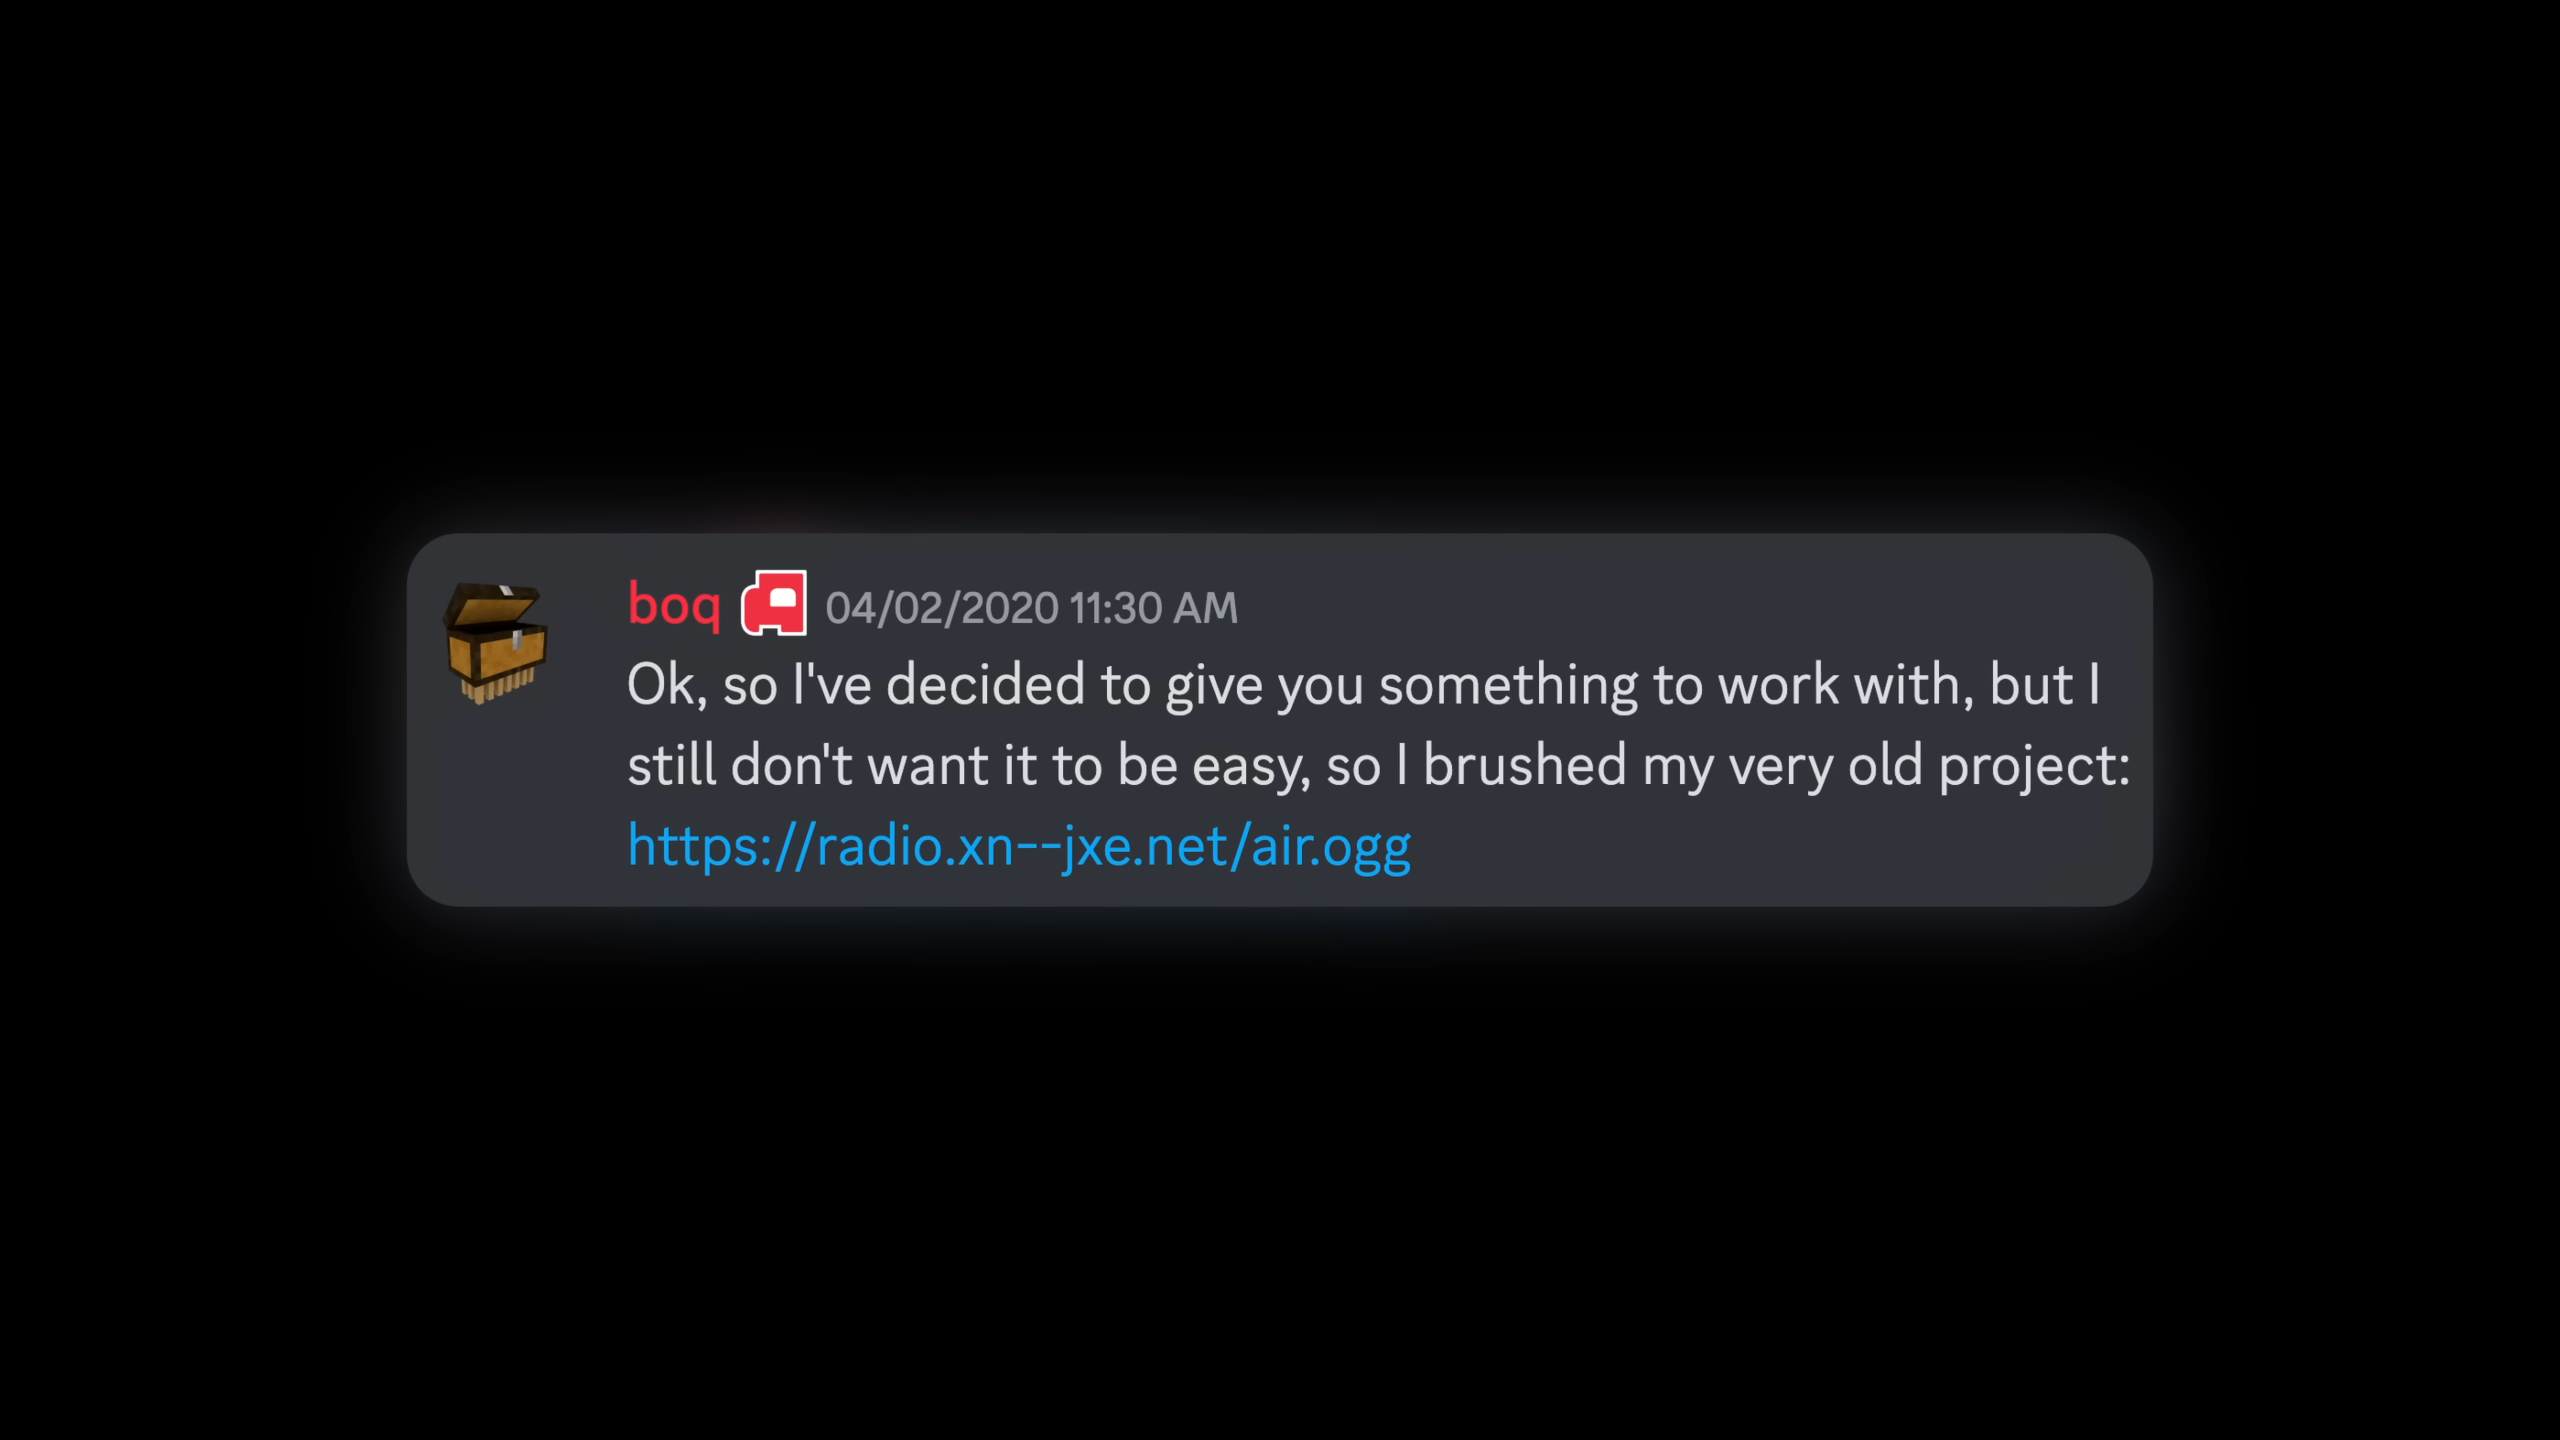 boq 04/02/2020 11:30 AM
Ok, so I've decided to give you something to work with, but I
still don't want it to be easy, so I brushed my very old project:
https://radio.xn--jxe.net/air.ogg